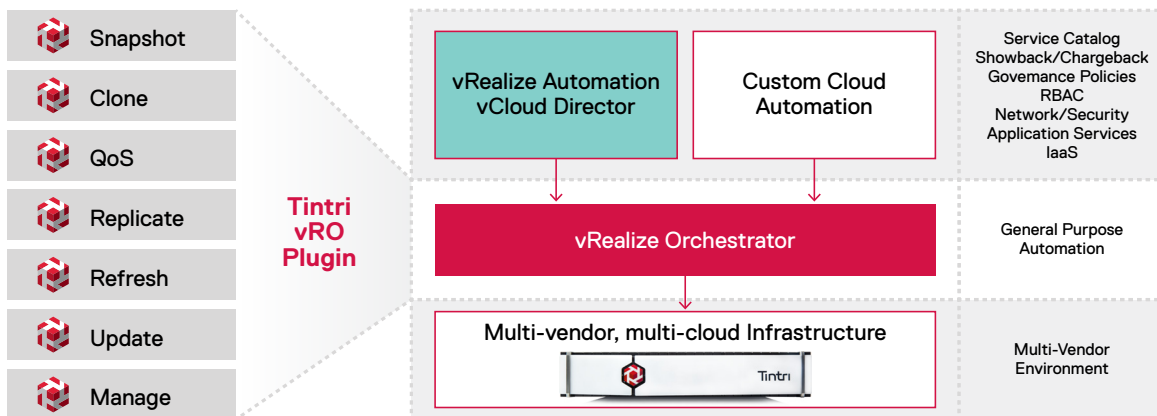 Snapshot
Clone
QoS
Replicate
Refresh
Update
Manage
Tintri
vRO
Plugin
vRealize Automation
vCloud Director
Custom Cloud
Automation
Service Catalog
Showback/Chargeback
Govemance Policies
RBAC
Network/Security
Application Services
IaaS
vRealize Orchestrator
General Purpose
Automation
Multi-vendor, multi-cloud Infrastructure
Tintri
Multi-Vendor
Environment